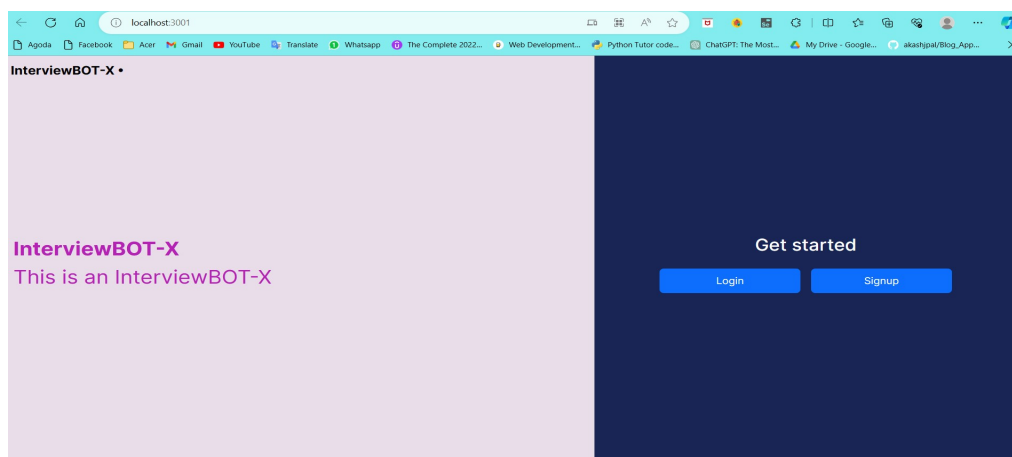 localhost:3001
Agoda Facebook Acer Gmail YouTube Translate Whatsapp The Complete 2022... Web Development... Python Tutor code... ChatGPT: The Most... My Drive - Google... akashjpal/Blog_App...
InterviewBOT-X •
InterviewBOT-X
This is an InterviewBOT-X
Get started
Login Signup